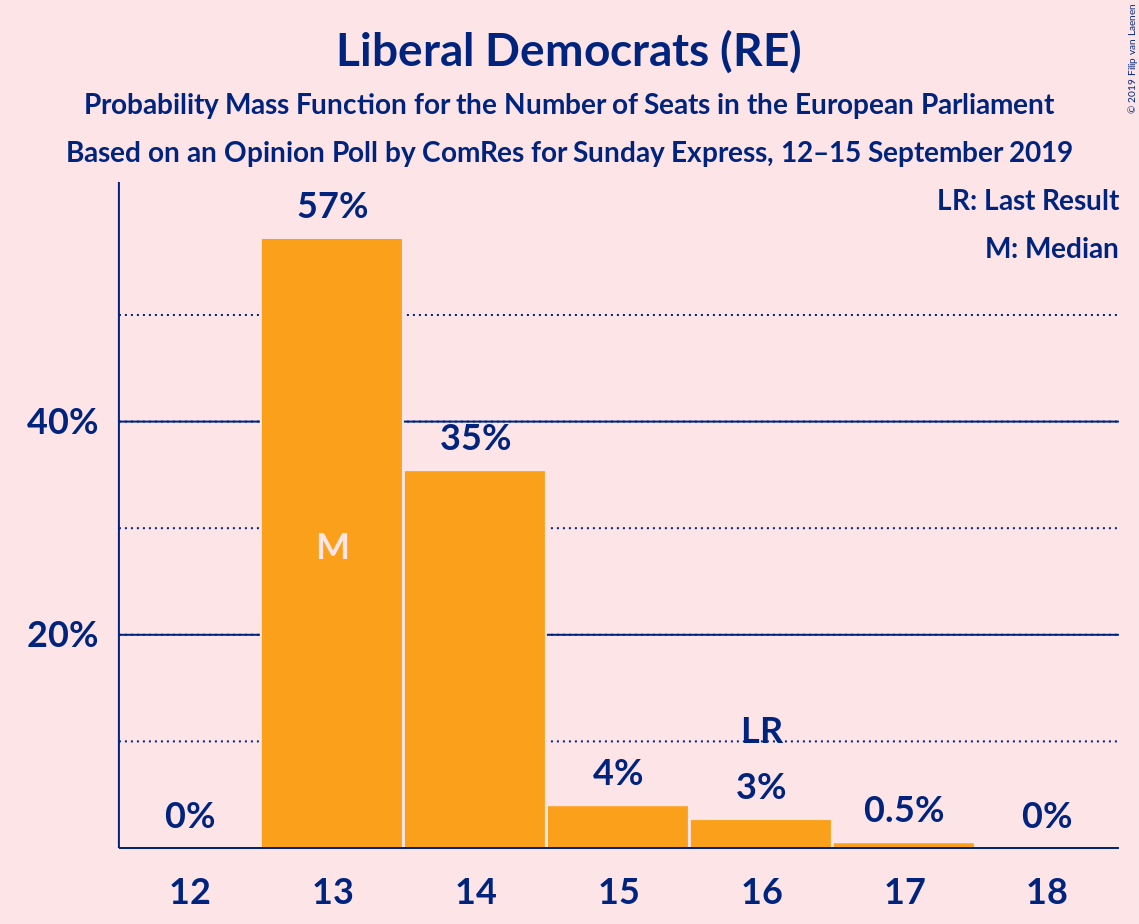 Liberal Democrats (RE)
Probability Mass Function for the Number of Seats in the European Parliament
Based on an Opinion Poll by ComRes for Sunday Express, 12–15 September 2019
© 2019 Filip van Laenen
LR: Last Result
M: Median
57%
40%
35%
M
20%
LR
4%
3%
0%
0.5%
0%
12 13 14 15 16 17 18